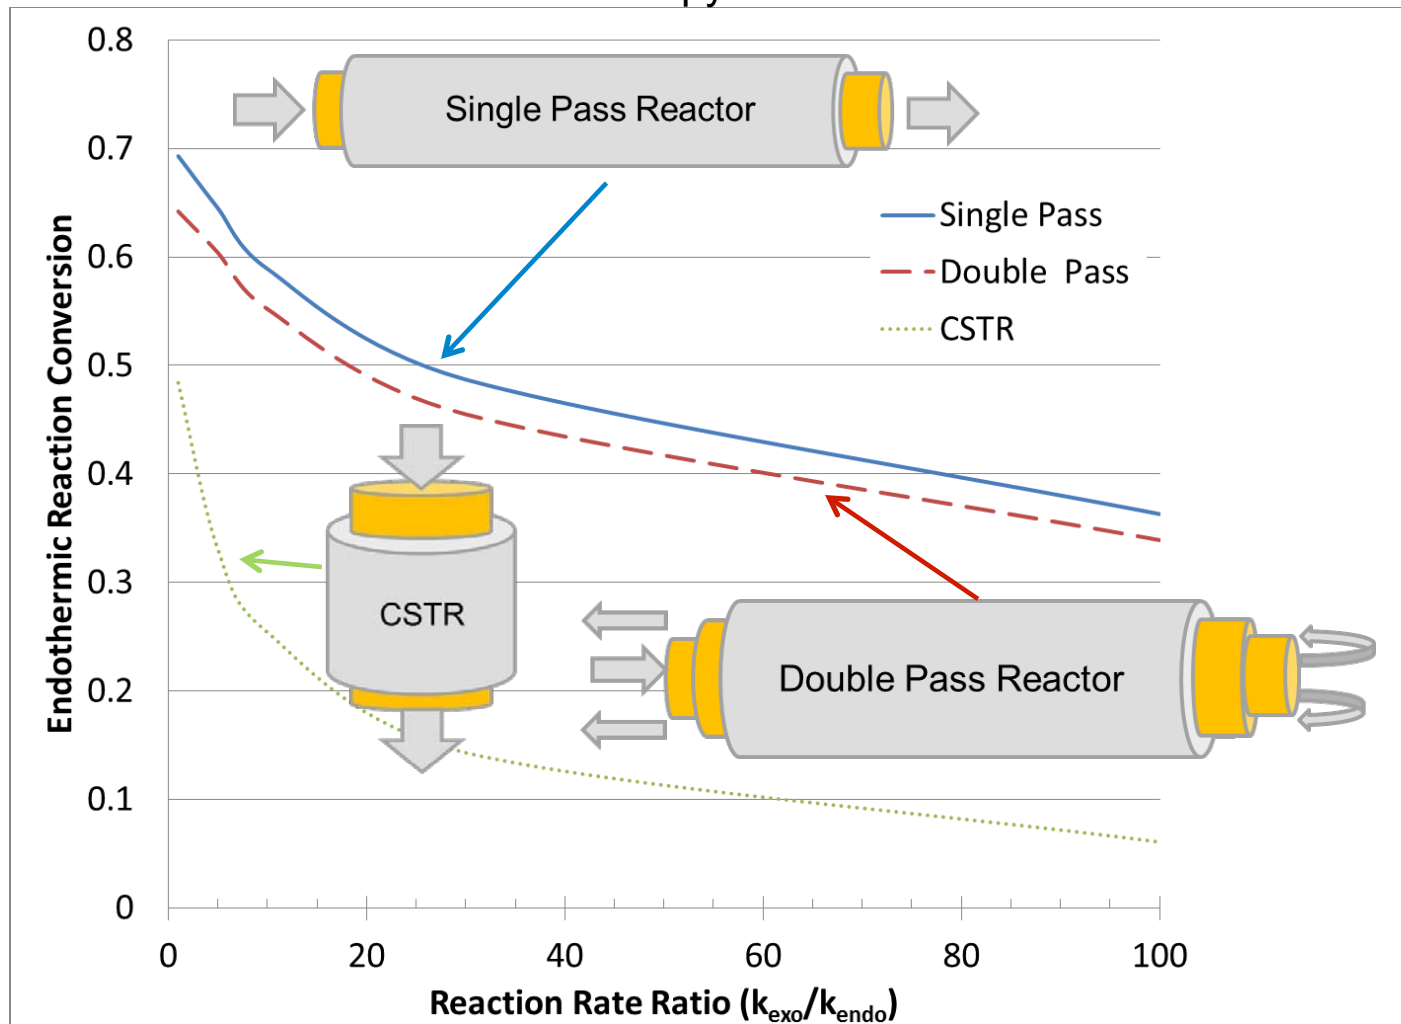 0.8
0.7
0.6
0.5
0.4
0.3
0.2
0.1
0
Endothermic Reaction Conversion
Single Pass Reactor
Single Pass
Double Pass
CSTR
CSTR
Double Pass Reactor
0 20 40 60 80 100
Reaction Rate Ratio (kexo/kendo)